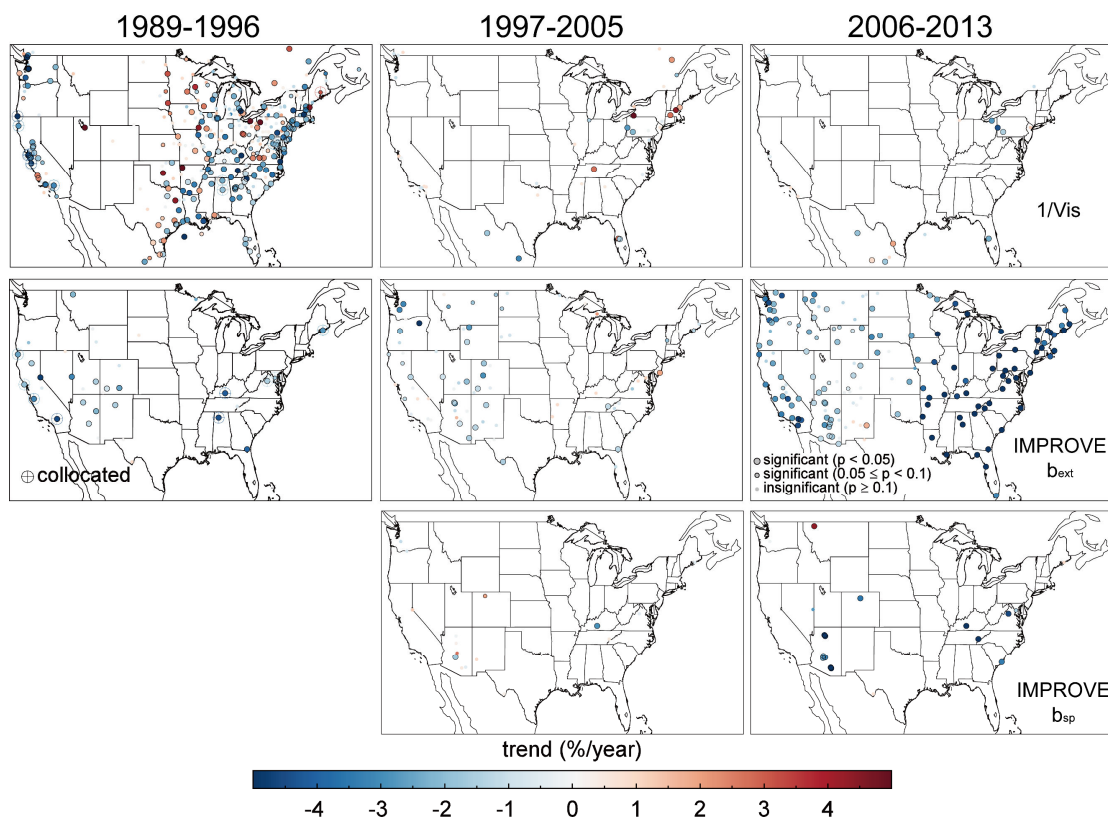 1989-1996 1997-2005 2006-2013
1/Vis
collocated
significant (p < 0.05)
significant (0.05 ≤ p < 0.1)
insignificant (p ≥ 0.1)
IMPROVE
bext
IMPROVE
bsp
trend (%/year)
-4 -3 -2 -1 0 1 2 3 4